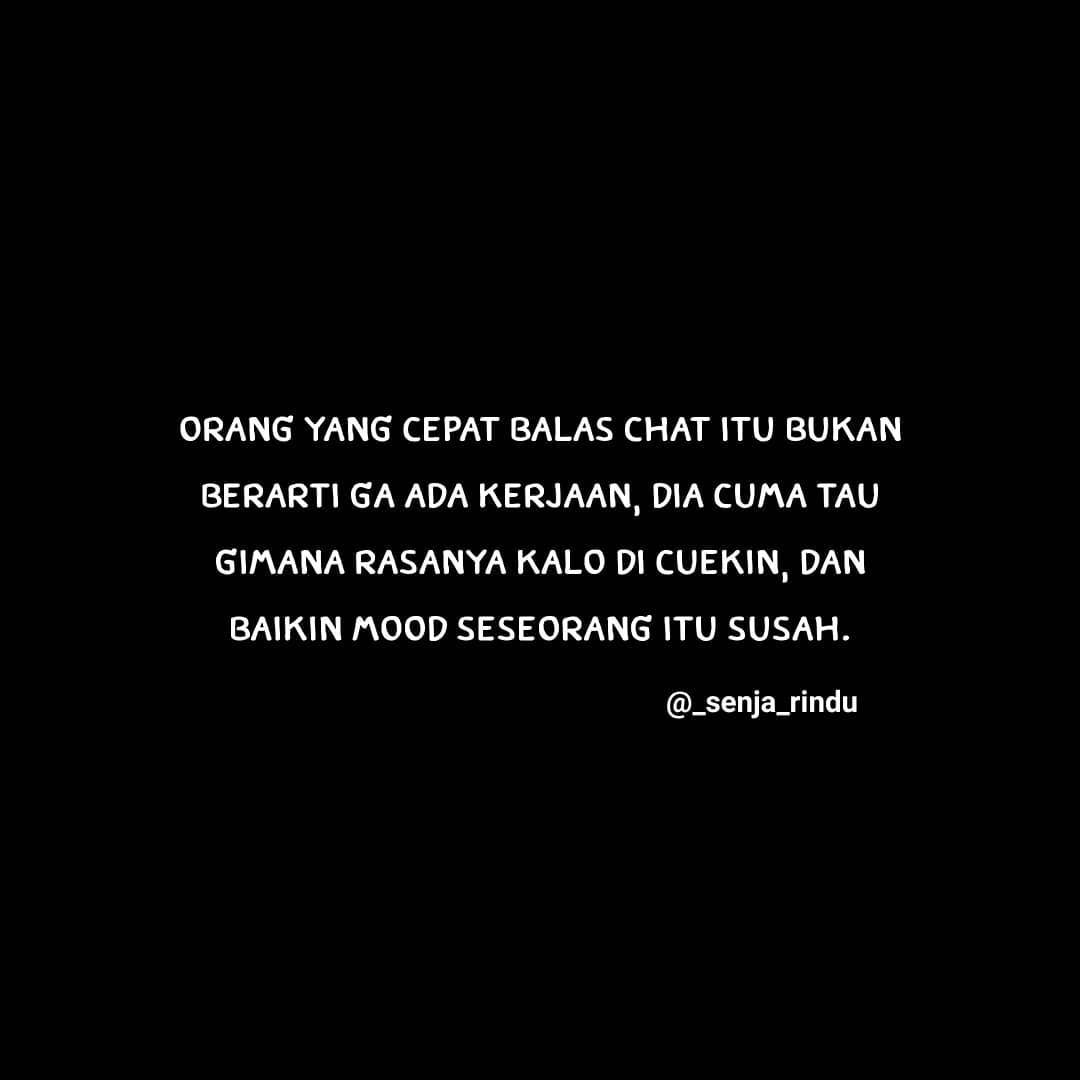 ORANG YANG CEPAT BALAS CHAT ITU BUKAN
BERARTI GA ADA KERJAAN, DIA CUMA TAU
GIMANA RASANYA KALO DI CUEKIN, DAN
BAIKIN MOOD SESEORANG ITU SUSAH.
@_senja_rindu